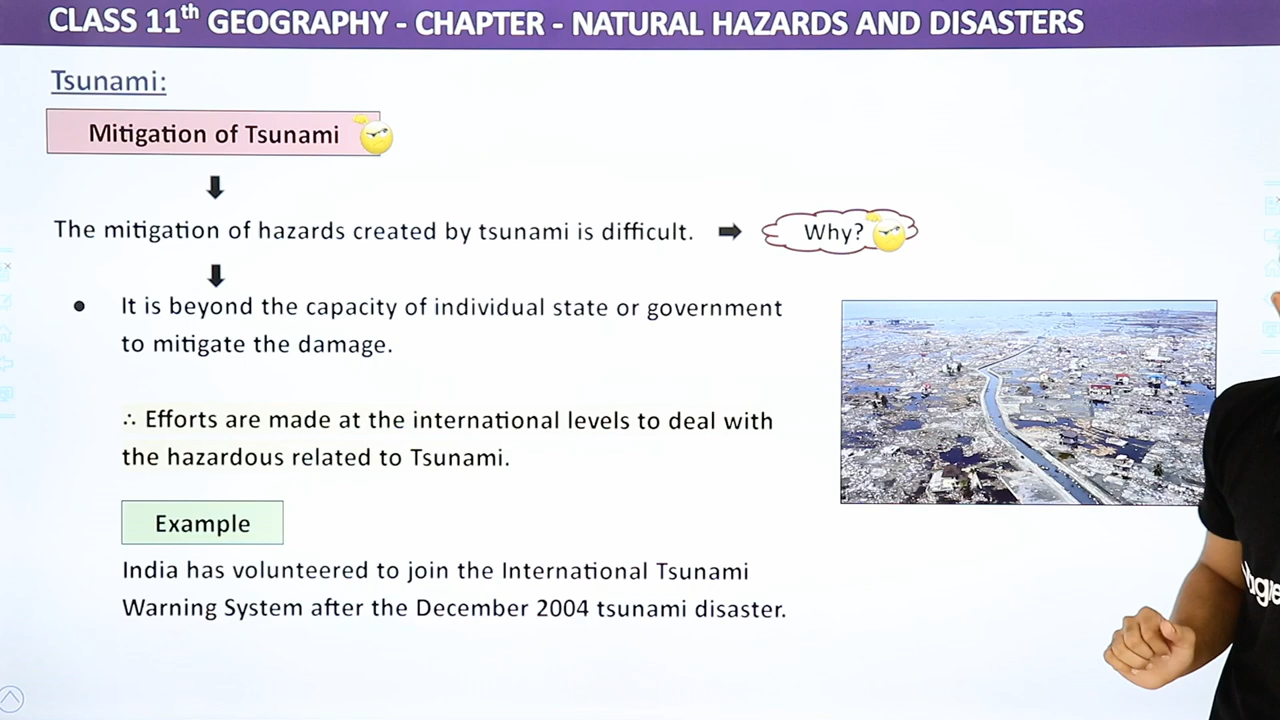 CLASS 11th GEOGRAPHY - CHAPTER - NATURAL HAZARDS AND DISASTERS
Tsunami:
Mitigation of Tsunami
The mitigation of hazards created by tsunami is difficult. Why?
It is beyond the capacity of individual state or government
to mitigate the damage.
∴ Efforts are made at the international levels to deal with
the hazardous related to Tsunami.
Example
India has volunteered to join the International Tsunami
Warning System after the December 2004 tsunami disaster.